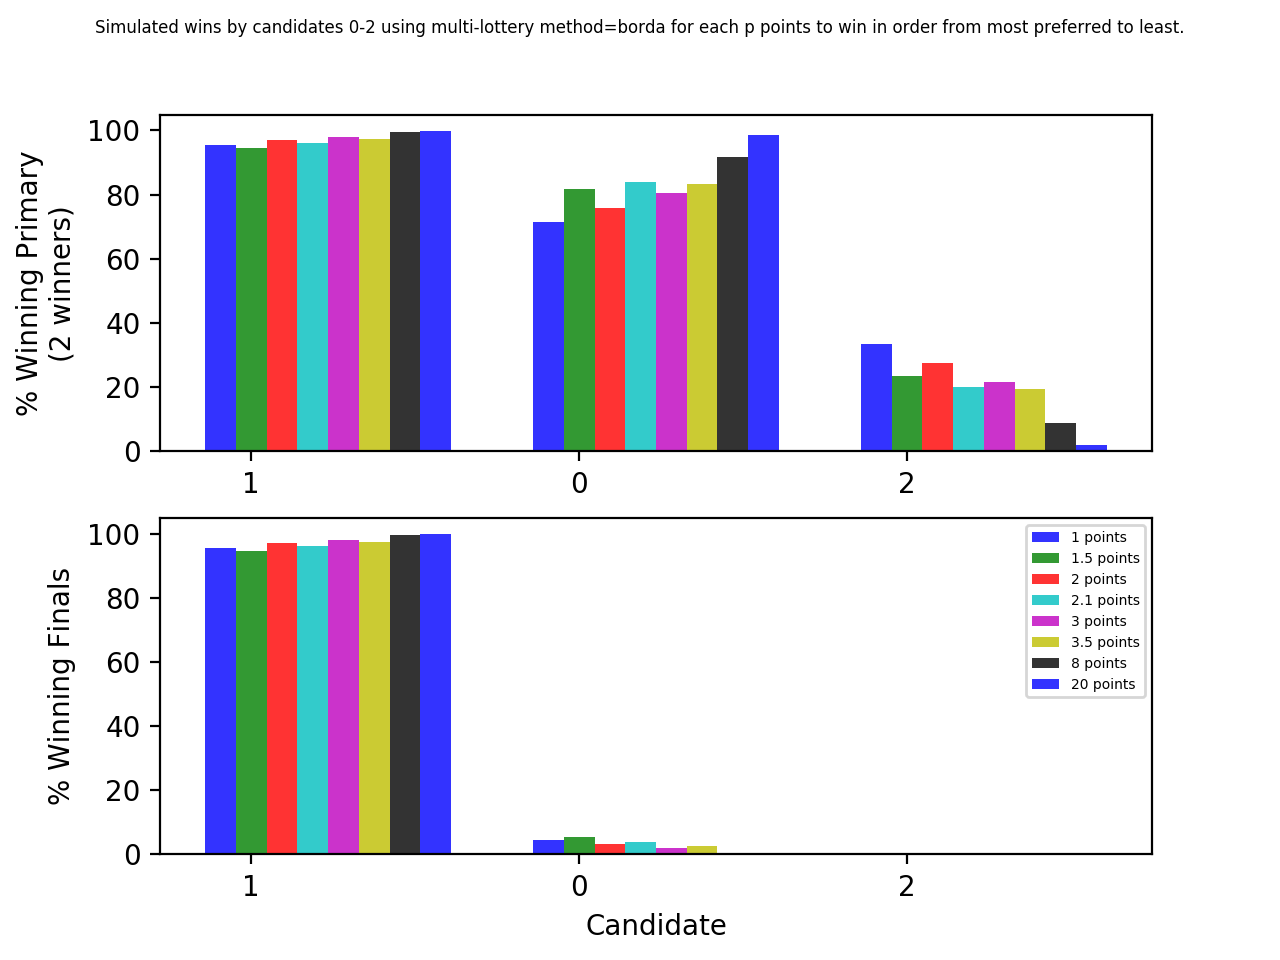 Simulated wins by candidates 0-2 using multi-lottery method=borda for each p points to win in order from most preferred to least.
% Winning Primary
(2 winners)
100
80
60
40
20
0
1
0
2
% Winning Finals
100
80
60
40
20
0
1 points
1.5 points
2 points
2.1 points
3 points
3.5 points
8 points
20 points
1
0
2
Candidate